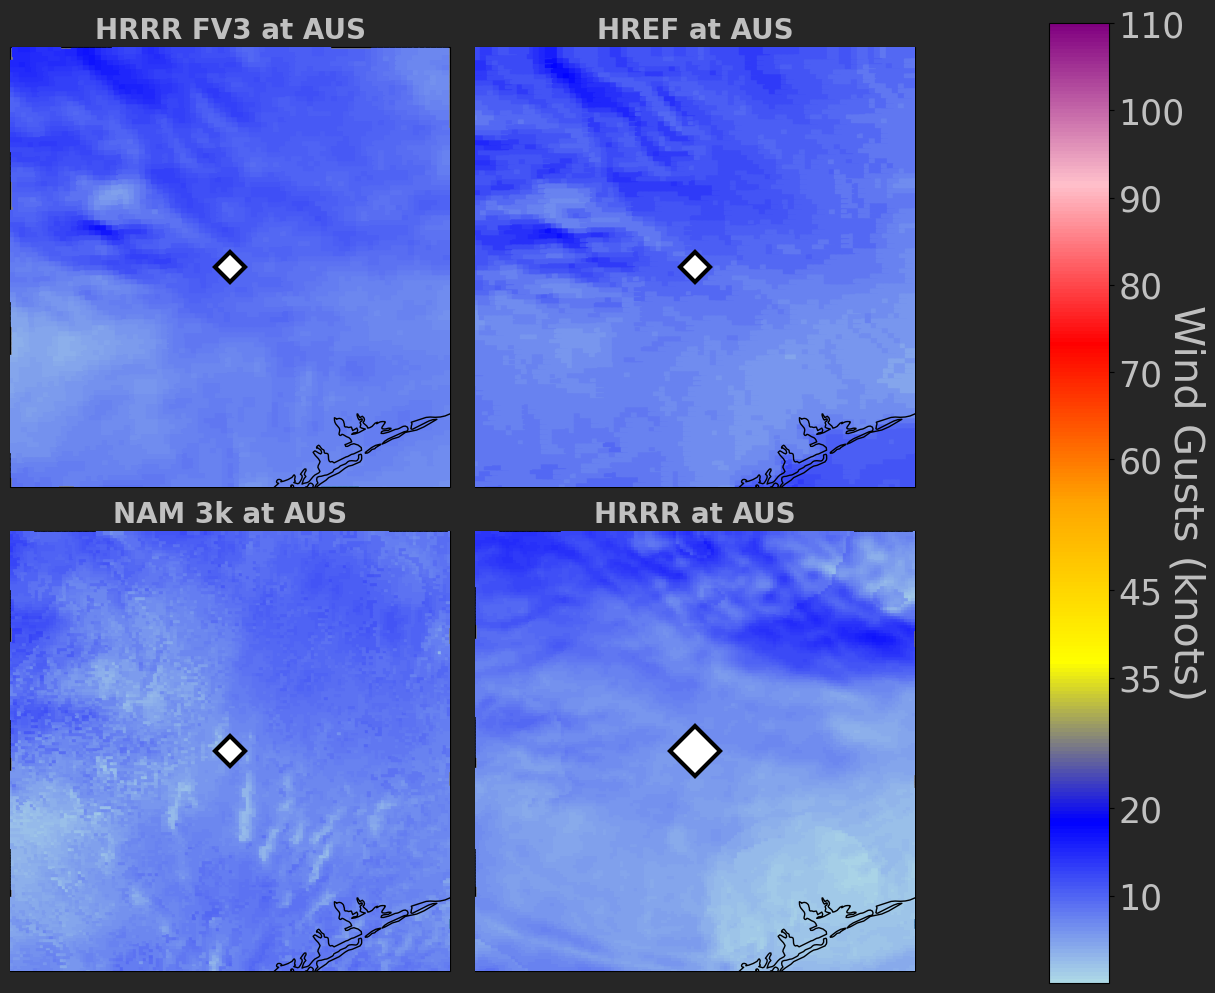 HRRR FV3 at AUS
HREF at AUS
NAM 3k at AUS
HRRR at AUS
110
100
90
80
70
60
45
35
20
10
Wind Gusts (knots)